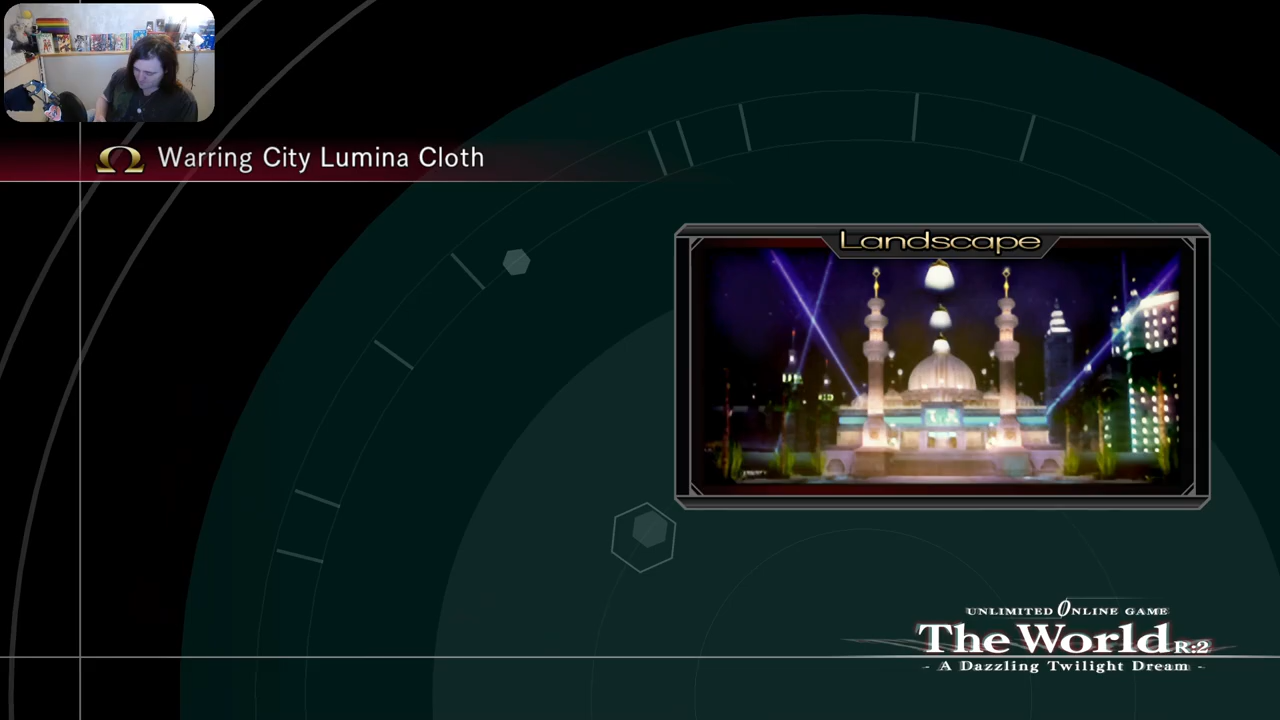 Ω Warring City Lumina Cloth
Landscape
UNLIMITED ONLINE GAME
The World R:2
- A Dazzling Twilight Dream -